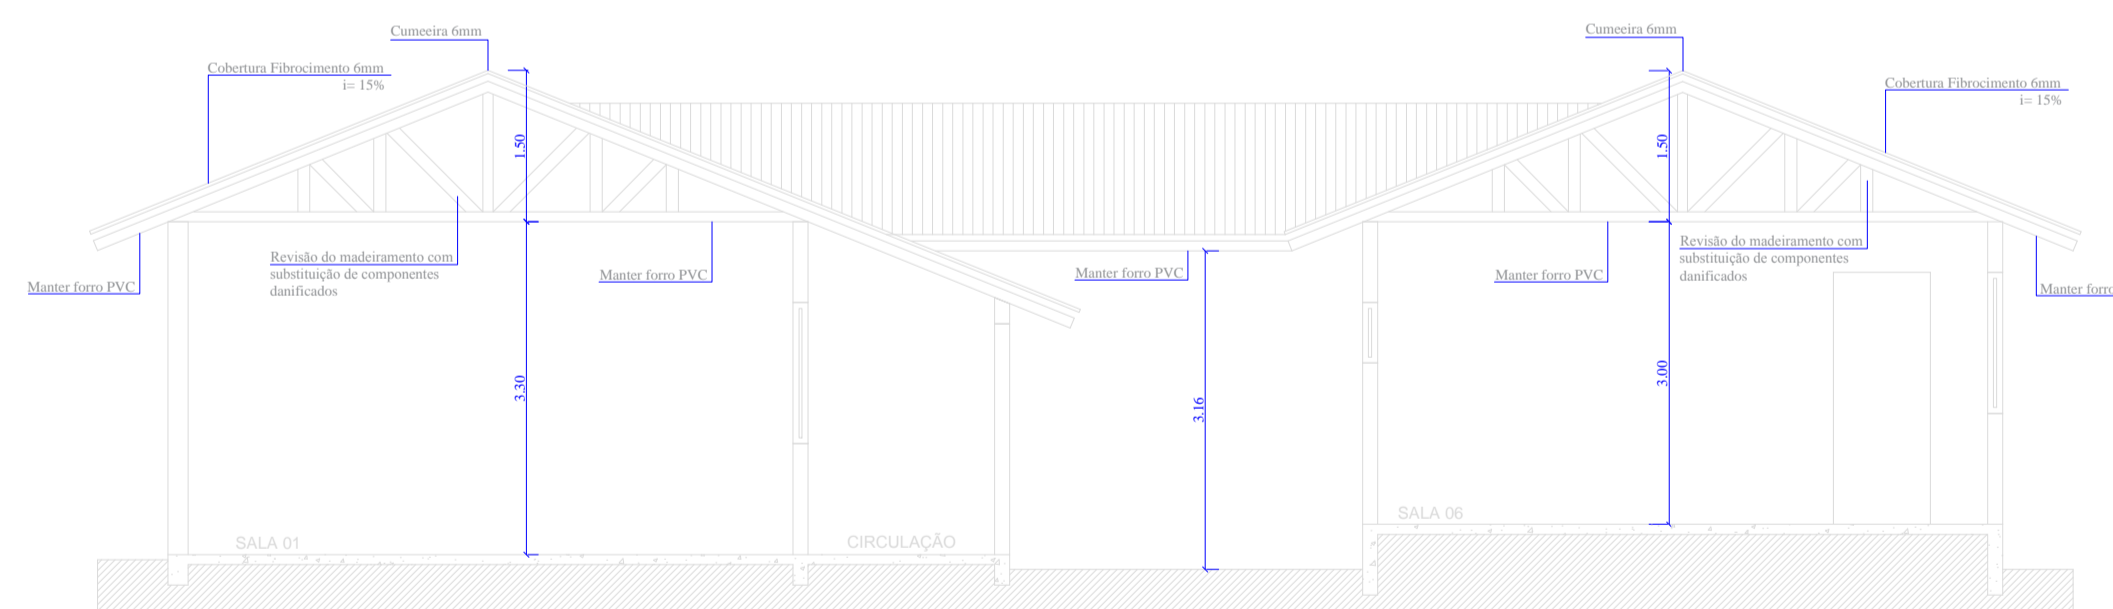 Cumeeira 6mm
Cobertura Fibrocimento 6mm
i= 15%
1.50
Revisão do madeiramento com
substituição de componentes
danificados
Manter forro PVC
Manter forro PVC
3.30
SALA 01
CIRCULAÇÃO
Manter forro PVC
3.16
Cumeeira 6mm
Cobertura Fibrocimento 6mm
i= 15%
1.50
Revisão do madeiramento com
substituição de componentes
danificados
Manter forro PVC
Manter forro
3.00
SALA 06